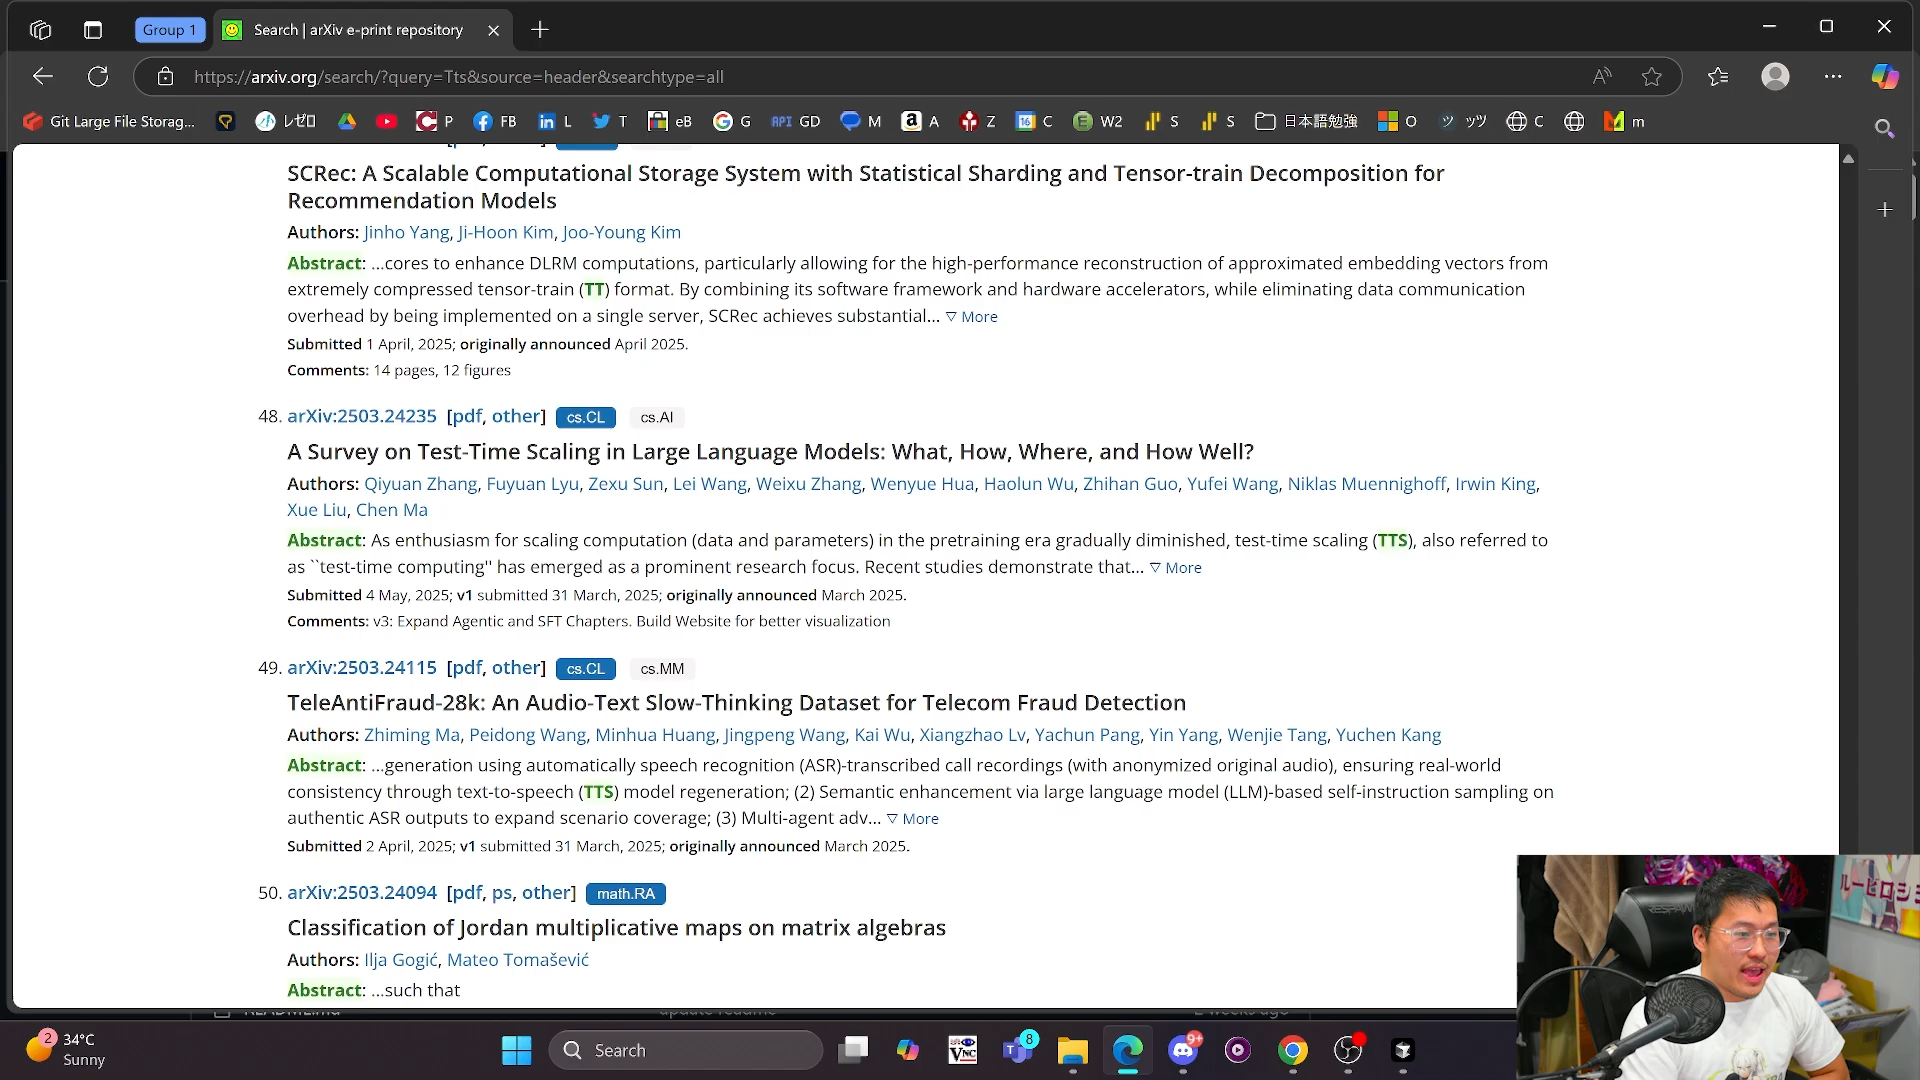 Group 1
Search | arXiv e-print repository
https://arxiv.org/search/?query=Tts&source=header&searchtype=all
Git Large File Storag...
レゼロ
P
FB
L
T
eB
G
API GD
M
A
Z
16 C
W2
S
S
日本語勉強
O
ツ ッツ
C
m
SCRec: A Scalable Computational Storage System with Statistical Sharding and Tensor-train Decomposition for
Recommendation Models
Authors: Jinho Yang, Ji-Hoon Kim, Joo-Young Kim
Abstract: ...cores to enhance DLRM computations, particularly allowing for the high-performance reconstruction of approximated embedding vectors from
extremely compressed tensor-train (TT) format. By combining its software framework and hardware accelerators, while eliminating data communication
overhead by being implemented on a single server, SCRec achieves substantial... ▽ More
Submitted 1 April, 2025; originally announced April 2025.
Comments: 14 pages, 12 figures
48. arXiv:2503.24235 [pdf, other] cs.CL cs.AI
A Survey on Test-Time Scaling in Large Language Models: What, How, Where, and How Well?
Authors: Qiyuan Zhang, Fuyuan Lyu, Zexu Sun, Lei Wang, Weixu Zhang, Wenyue Hua, Haolun Wu, Zhihan Guo, Yufei Wang, Niklas Muennighoff, Irwin King,
Xue Liu, Chen Ma
Abstract: As enthusiasm for scaling computation (data and parameters) in the pretraining era gradually diminished, test-time scaling (TTS), also referred to
as ``test-time computing'' has emerged as a prominent research focus. Recent studies demonstrate that... ▽ More
Submitted 4 May, 2025; v1 submitted 31 March, 2025; originally announced March 2025.
Comments: v3: Expand Agentic and SFT Chapters. Build Website for better visualization
49. arXiv:2503.24115 [pdf, other] cs.CL cs.MM
TeleAntiFraud-28k: An Audio-Text Slow-Thinking Dataset for Telecom Fraud Detection
Authors: Zhiming Ma, Peidong Wang, Minhua Huang, Jingpeng Wang, Kai Wu, Xiangzhao Lv, Yachun Pang, Yin Yang, Wenjie Tang, Yuchen Kang
Abstract: ...generation using automatically speech recognition (ASR)-transcribed call recordings (with anonymized original audio), ensuring real-world
consistency through text-to-speech (TTS) model regeneration; (2) Semantic enhancement via large language model (LLM)-based self-instruction sampling on
authentic ASR outputs to expand scenario coverage; (3) Multi-agent adv... ▽ More
Submitted 2 April, 2025; v1 submitted 31 March, 2025; originally announced March 2025.
50. arXiv:2503.24094 [pdf, ps, other] math.RA
Classification of Jordan multiplicative maps on matrix algebras
Authors: Ilja Gogić, Mateo Tomašević
Abstract: ...such that
2
34°C
Sunny
Search
VNC
8
9+